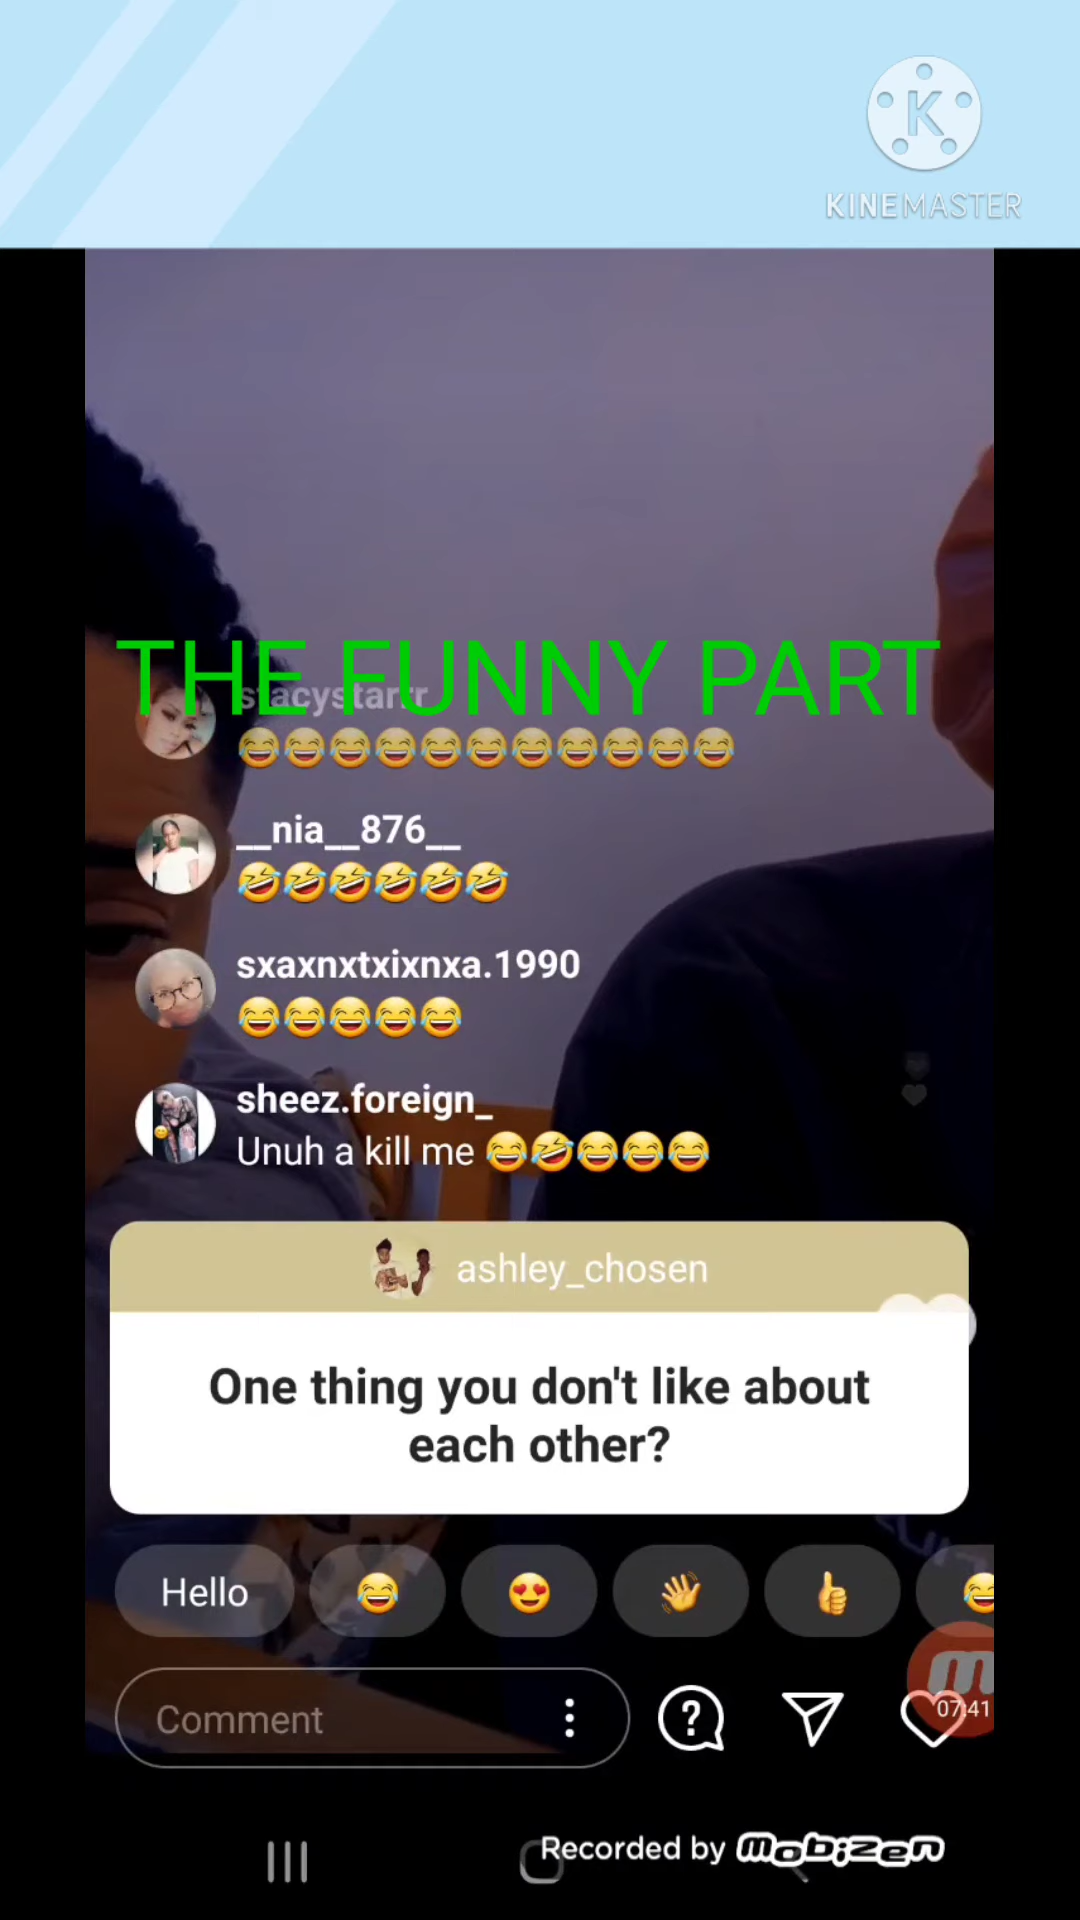 K
KINEMASTER
THE FUNNY PART
stacystarrr
😂😂😂😂😂😂😂😂😂😂😂
__nia__876__
🤣🤣🤣🤣🤣🤣
sxaxnxtxixnxa.1990
😂😂😂😂😂
sheez.foreign_
Unuh a kill me 😂🤣😂😂😂
ashley_chosen
One thing you don't like about
each other?
Hello 😂 😍 👋 👍 😂
Comment
07:41
Recorded by mobizen